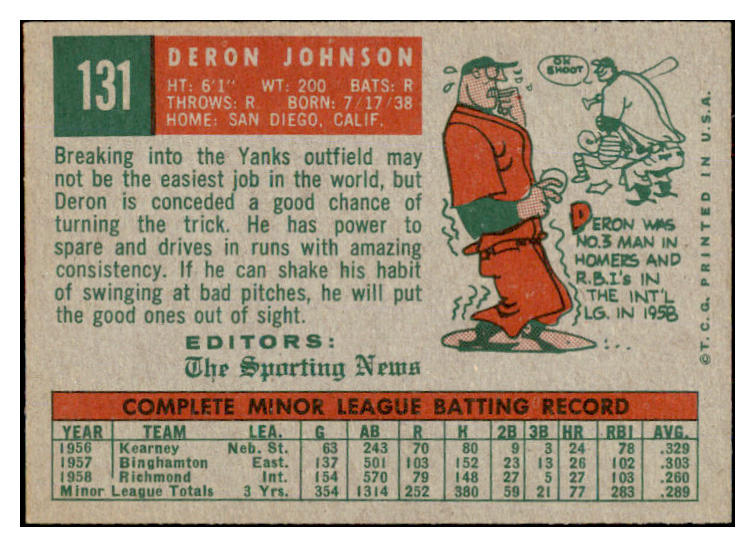 131
DERON JOHNSON
HT: 6'1" WT: 200 BATS: R
THROWS: R. BORN: 7/17/38
HOME: SAN DIEGO, CALIF.
Breaking into the Yanks outfield may
not be the easiest job in the world, but
Deron is conceded a good chance of
turning the trick. He has power to
spare and drives in runs with amazing
consistency. If he can shake his habit
of swinging at bad pitches, he will put
the good ones out of sight.
EDITORS:
The Sporting News
OH
SHOOT
DERON WAS
NO.3 MAN IN
HOMERS AND
R.B.I's IN
THE INT'L
LG. IN 1958
© T.C.G. PRINTED IN U.S.A.
COMPLETE MINOR LEAGUE BATTING RECORD
YEAR TEAM LEA. G AB R H 2B 3B HR RBI AVG.
1956 Kearney Neb. St. 63 243 70 80 9 3 24 78 .329
1957 Binghamton East. 137 501 103 152 23 13 26 102 .303
1958 Richmond Int. 154 570 79 148 27 5 27 103 .260
Minor League Totals 3 Yrs. 354 1314 252 380 59 21 77 283 .289